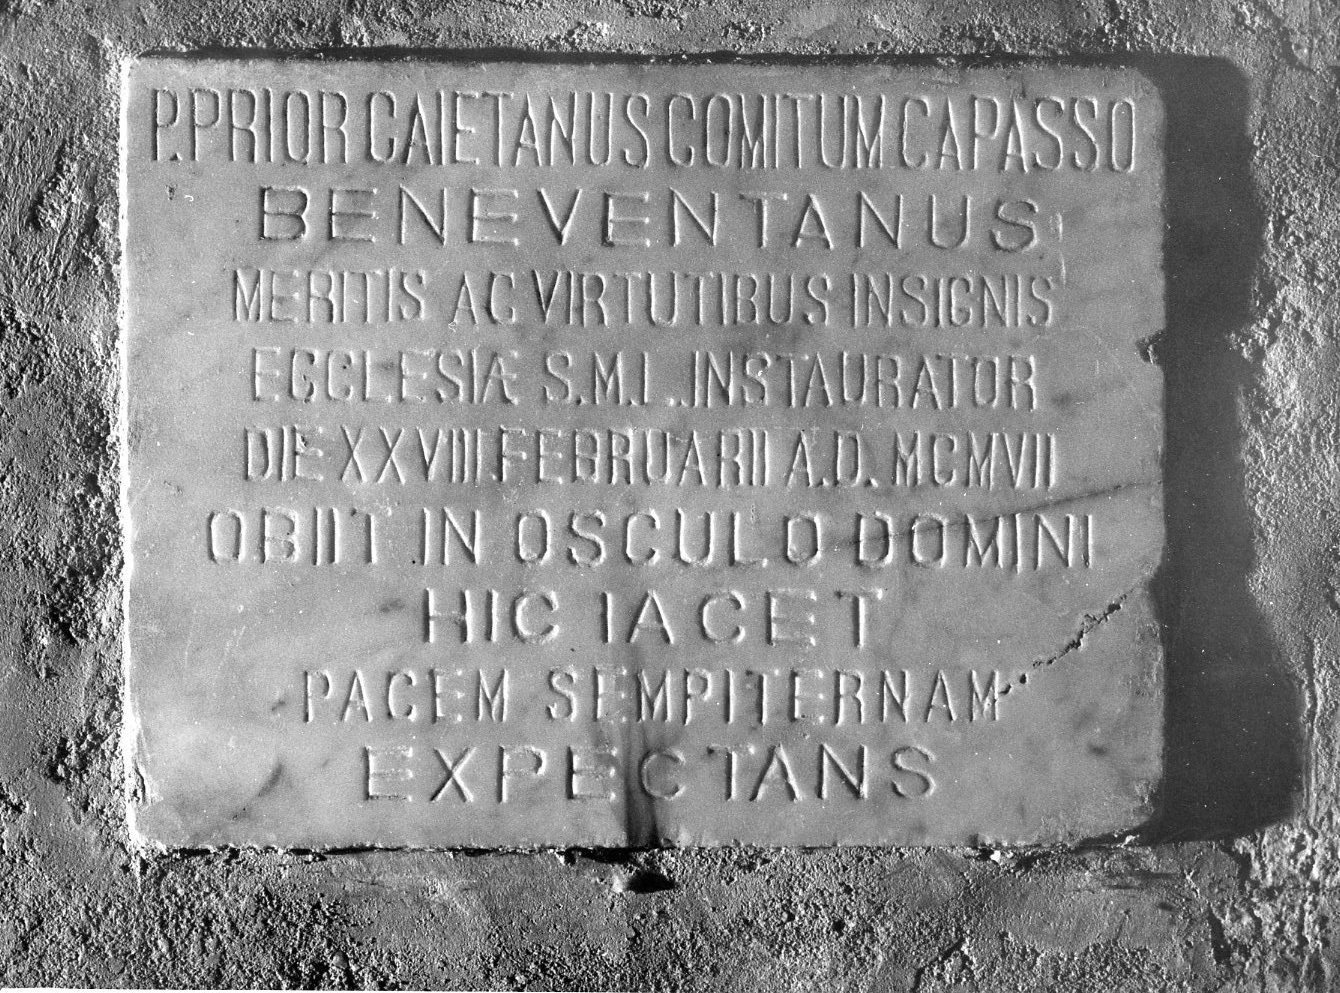 P. PRIOR CAIETANUS COMITUM CAPASSO
BENEVENTANUS
MERITIS AC VIRTUTIBUS INSIGNIS
ECCLESIÆ S.M.I. INSTAURATOR
DIE XXVIII FEBRUARII A.D. MCMVII
OBIIT IN OSCULO DOMINI
HIC IACET
PACEM SEMPITERNAM
EXPECTANS